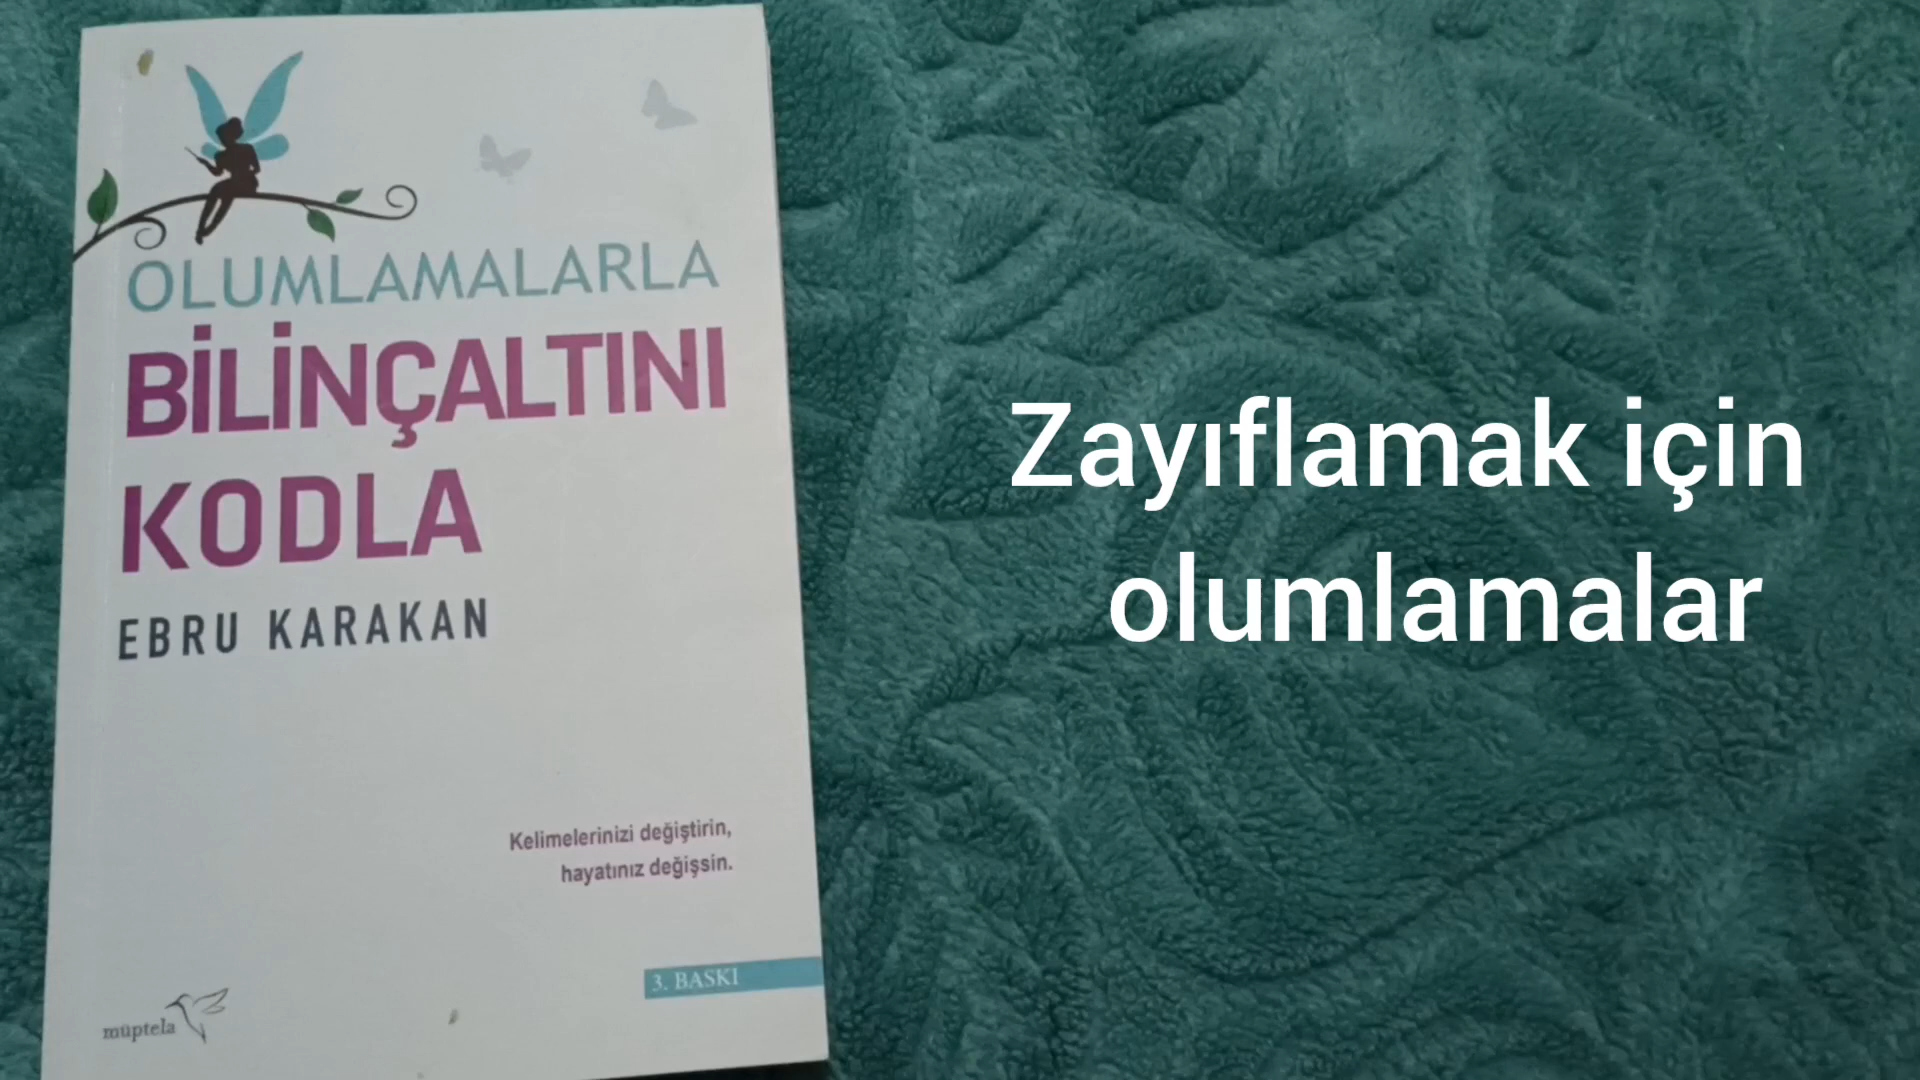 OLUMLAMALARLA
BİLİNÇALTINI
KODLA
EBRU KARAKAN
Kelimelerinizi değiştirin,
hayatınız değişsin.
3. BASKI
müptela
Zayıflamak için
olumlamalar